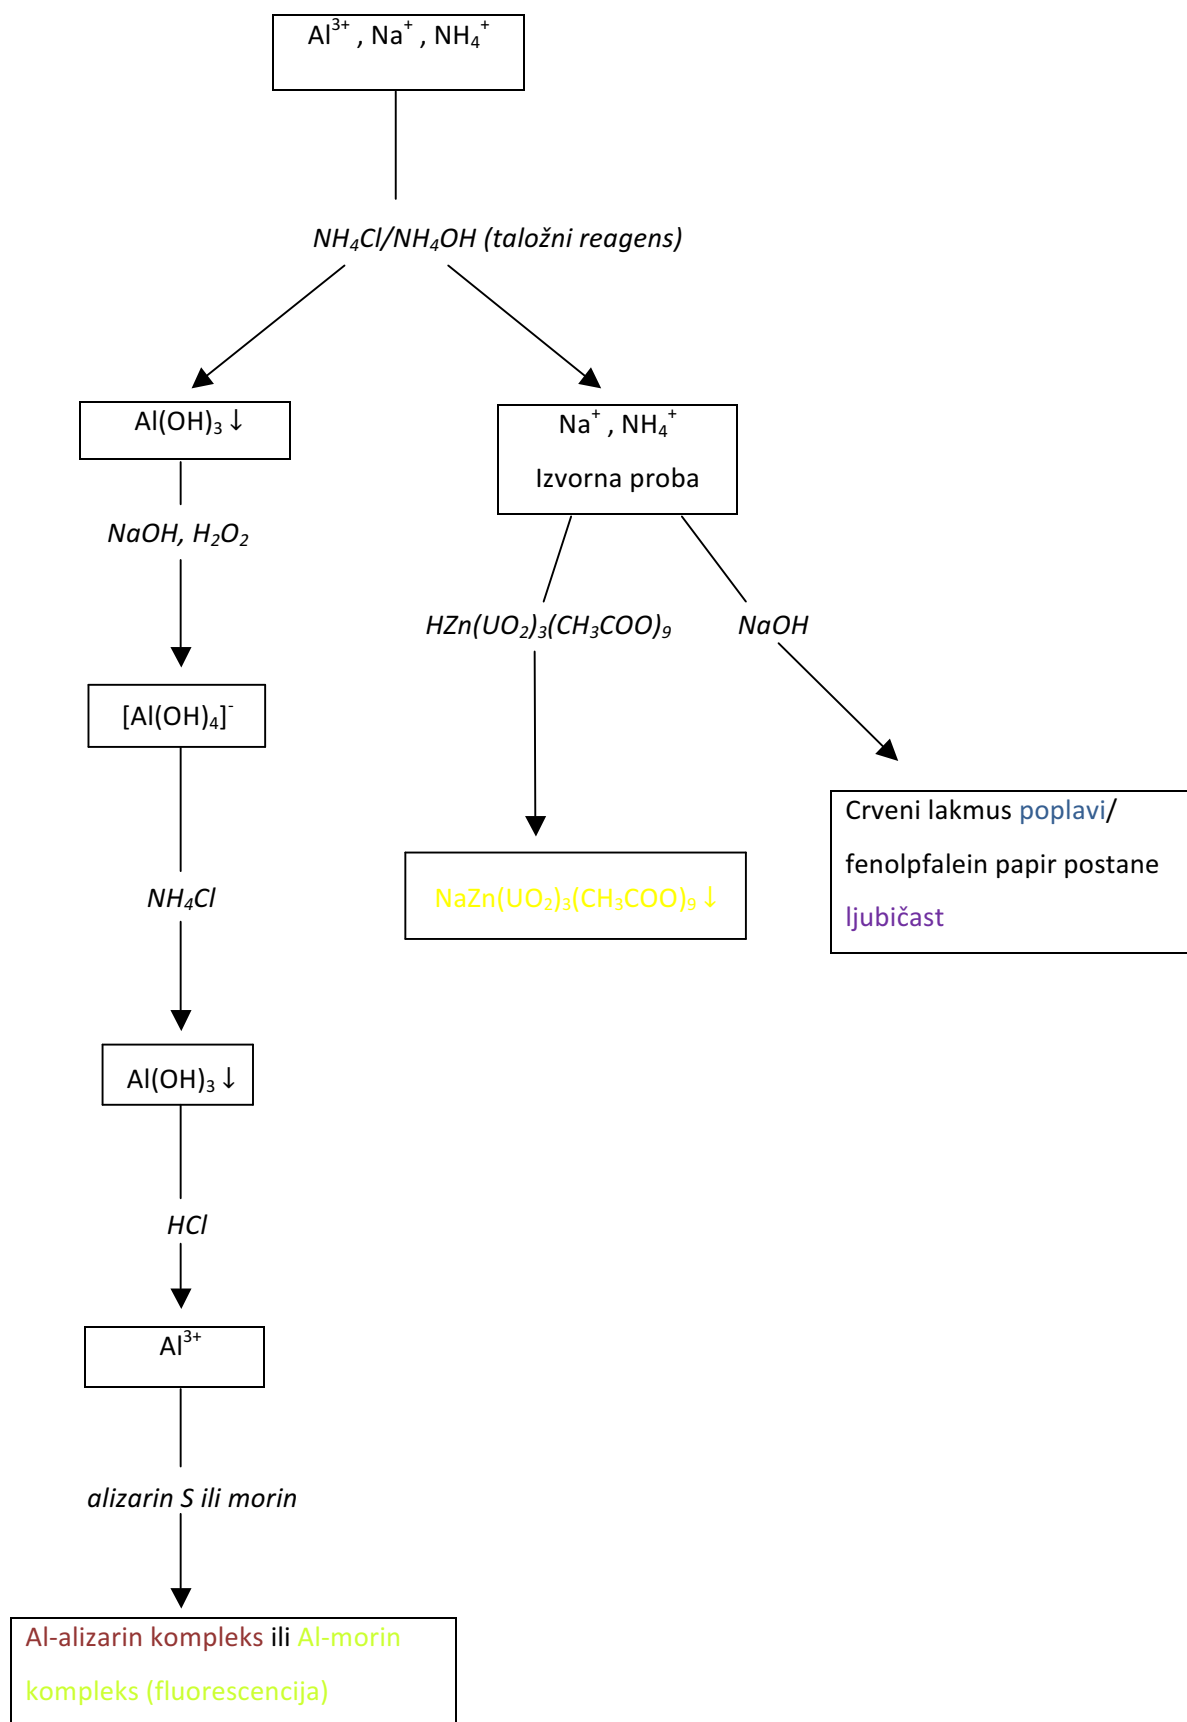 Al³⁺ , Na⁺ , NH₄⁺
NH₄Cl/NH₄OH (taložni reagens)
Al(OH)₃ ↓
Na⁺ , NH₄⁺
Izvorna proba
NaOH, H₂O₂
HZn(UO₂)₃(CH₃COO)₉
NaOH
[Al(OH)₄]⁻
Crveni lakmus poplavi/
fenolpfalein papir postane
ljubičast
NaZn(UO₂)₃(CH₃COO)₉ ↓
NH₄Cl
Al(OH)₃ ↓
HCl
Al³⁺
alizarin S ili morin
Al-alizarin kompleks ili Al-morin
kompleks (fluorescencija)